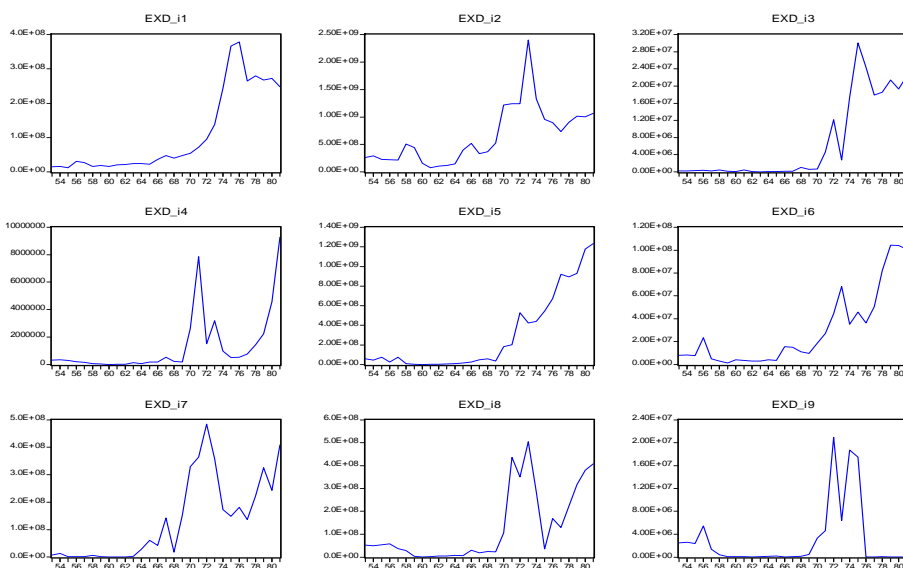 EXD_i1
4.0E+08
3.0E+08
2.0E+08
1.0E+08
0.0E+00
54 56 58 60 62 64 66 68 70 72 74 76 78 80
EXD_i2
2.50E+09
2.00E+09
1.50E+09
1.00E+09
5.00E+08
0.00E+00
54 56 58 60 62 64 66 68 70 72 74 76 78 80
EXD_i3
3.20E+07
2.80E+07
2.40E+07
2.00E+07
1.60E+07
1.20E+07
8.00E+06
4.00E+06
0.00E+00
54 56 58 60 62 64 66 68 70 72 74 76 78 80
EXD_i4
10000000
8000000
6000000
4000000
2000000
0
54 56 58 60 62 64 66 68 70 72 74 76 78 80
EXD_i5
1.40E+09
1.20E+09
1.00E+09
8.00E+08
6.00E+08
4.00E+08
2.00E+08
0.00E+00
54 56 58 60 62 64 66 68 70 72 74 76 78 80
EXD_i6
1.20E+08
1.00E+08
8.00E+07
6.00E+07
4.00E+07
2.00E+07
0.00E+00
54 56 58 60 62 64 66 68 70 72 74 76 78 80
EXD_i7
5.0E+08
4.0E+08
3.0E+08
2.0E+08
1.0E+08
0.0E+00
54 56 58 60 62 64 66 68 70 72 74 76 78 80
EXD_i8
6.0E+08
5.0E+08
4.0E+08
3.0E+08
2.0E+08
1.0E+08
0.0E+00
54 56 58 60 62 64 66 68 70 72 74 76 78 80
EXD_i9
2.40E+07
2.00E+07
1.60E+07
1.20E+07
8.00E+06
4.00E+06
0.00E+00
54 56 58 60 62 64 66 68 70 72 74 76 78 80